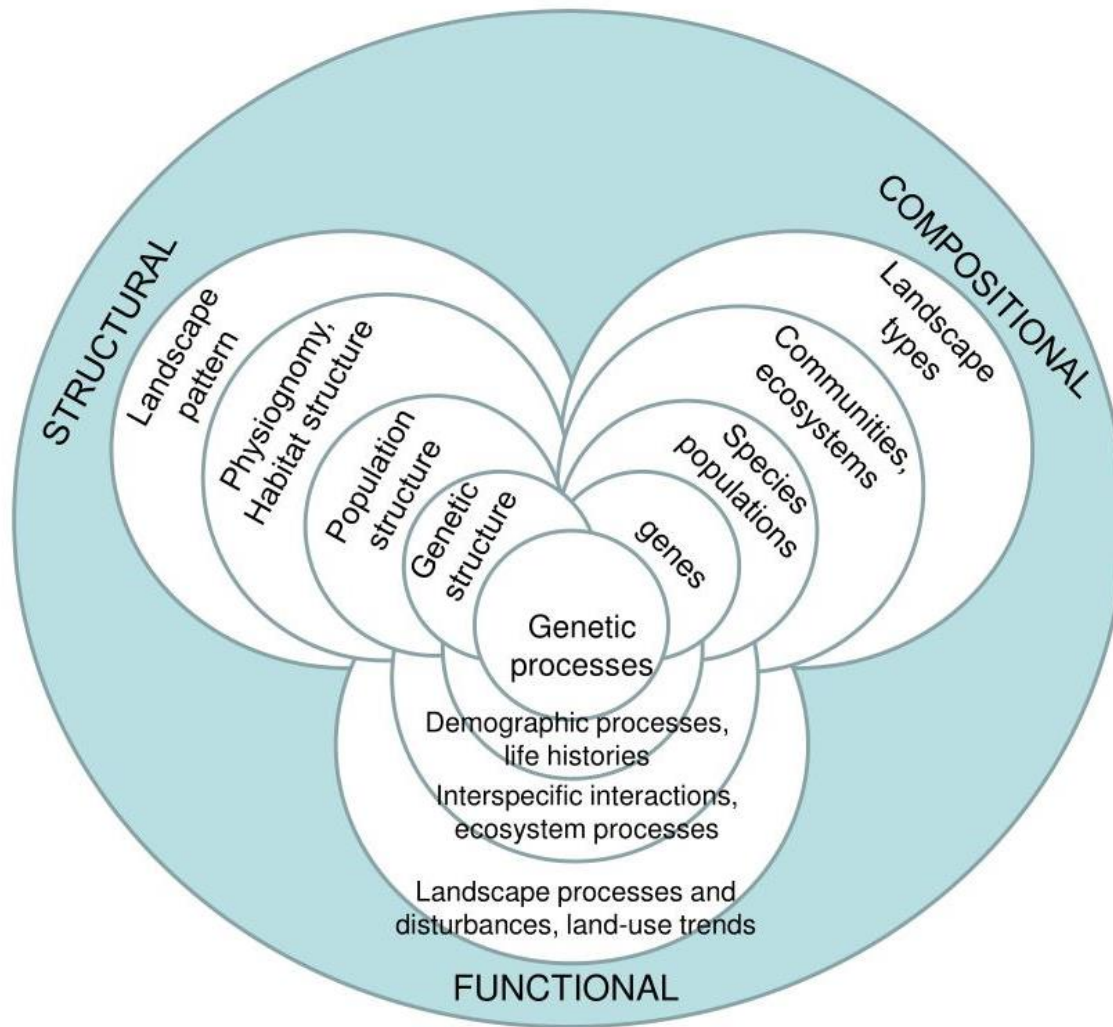 STRUCTURAL
Landscape
pattern
Physiognomy,
Habitat structure
Population
structure
Genetic
structure
COMPOSITIONAL
Landscape
types
Communities,
ecosystems
Species
populations
genes
Genetic
processes
Demographic processes,
life histories
Interspecific interactions,
ecosystem processes
Landscape processes and
disturbances, land-use trends
FUNCTIONAL